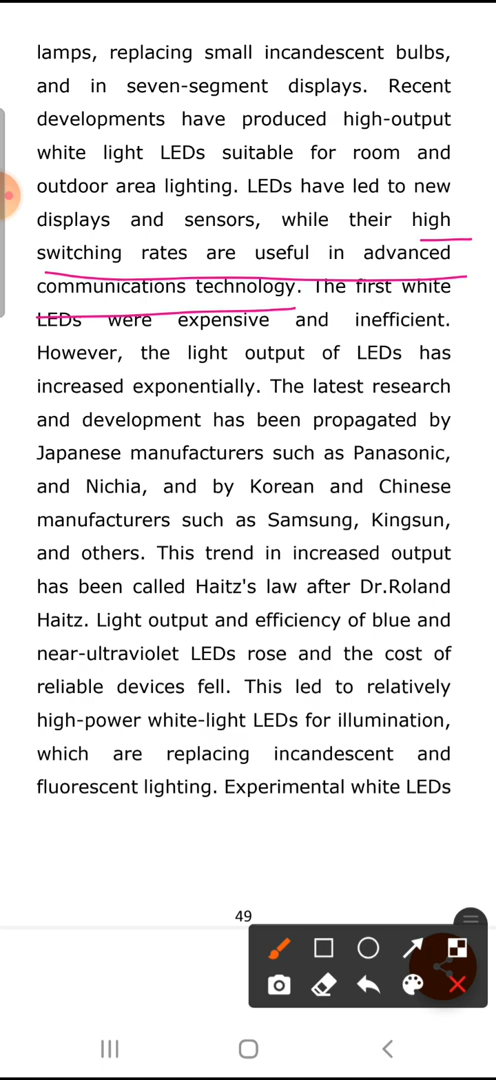 lamps, replacing small incandescent bulbs,
and in seven-segment displays. Recent
developments have produced high-output
white light LEDs suitable for room and
outdoor area lighting. LEDs have led to new
displays and sensors, while their high
switching rates are useful in advanced
communications technology. The first white
LEDs were expensive and inefficient.
However, the light output of LEDs has
increased exponentially. The latest research
and development has been propagated by
Japanese manufacturers such as Panasonic,
and Nichia, and by Korean and Chinese
manufacturers such as Samsung, Kingsun,
and others. This trend in increased output
has been called Haitz's law after Dr.Roland
Haitz. Light output and efficiency of blue and
near-ultraviolet LEDs rose and the cost of
reliable devices fell. This led to relatively
high-power white-light LEDs for illumination,
which are replacing incandescent and
fluorescent lighting. Experimental white LEDs
49